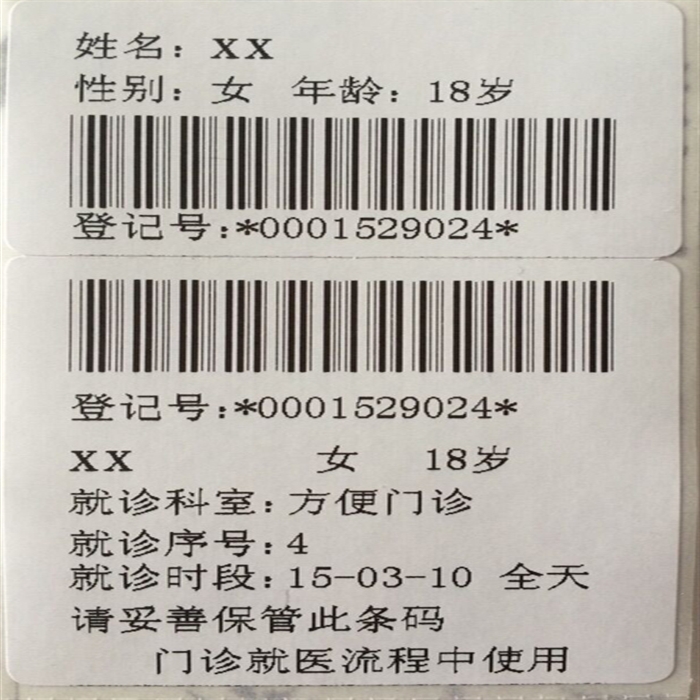 姓名：XX
性别：女 年龄：18岁
登记号:*0001529024*
登记号:*0001529024*
XX 女 18岁
就诊科室:方便门诊
就诊序号:4
就诊时段:15-03-10 全天
请妥善保管此条码
门诊就医流程中使用